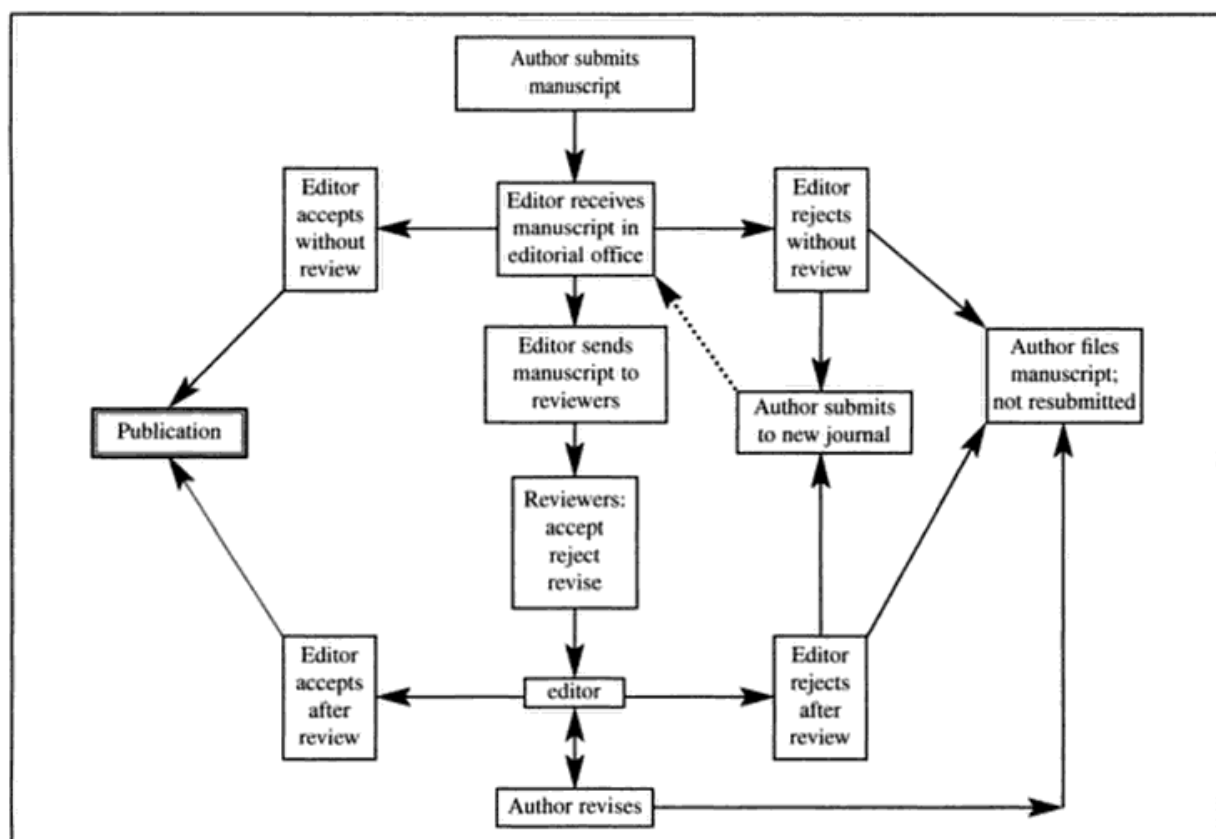 Author submits
manuscript
Editor
accepts
without
review
Editor receives
manuscript in
editorial office
Editor
rejects
without
review
Editor sends
manuscript to
reviewers
Author files
manuscript;
not resubmitted
Publication
Author submits
to new journal
Reviewers:
accept
reject
revise
Editor
accepts
after
review
editor
Editor
rejects
after
review
Author revises